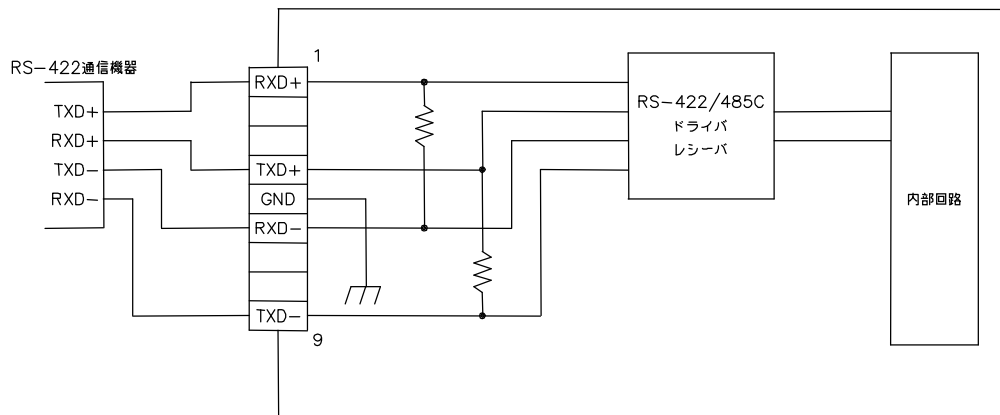 RS-422通信機器
TXD+
RXD+
TXD-
RXD-
1
RXD+
TXD+
GND
RXD-
TXD-
9
RS-422/485C
ドライバ
レシーバ
内部回路